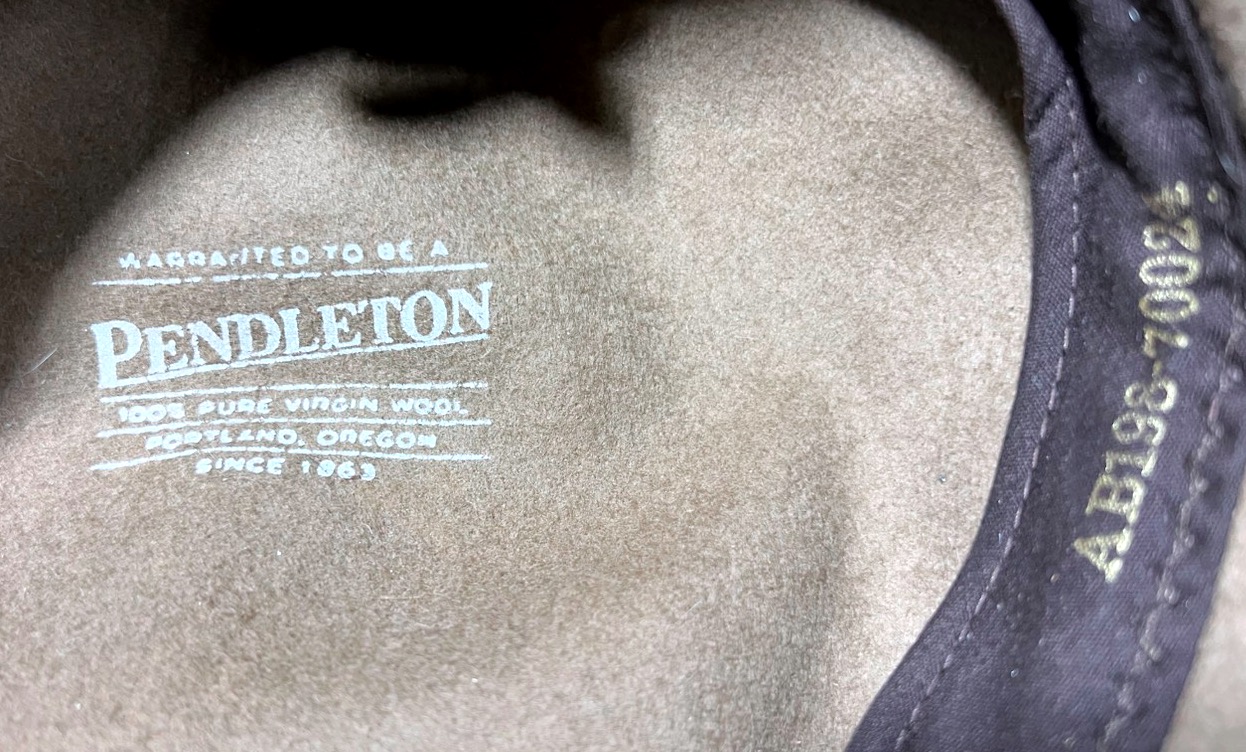 WARRANTED TO BE A
PENDLETON
100% PURE VIRGIN WOOL
PORTLAND, OREGON
SINCE 1863
AB198-70024